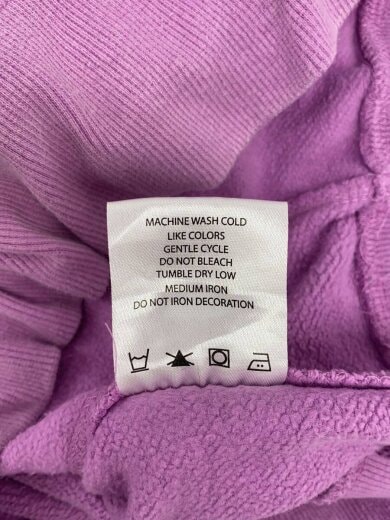 MACHINE WASH COLD
LIKE COLORS
GENTLE CYCLE
DO NOT BLEACH
TUMBLE DRY LOW
MEDIUM IRON
DO NOT IRON DECORATION